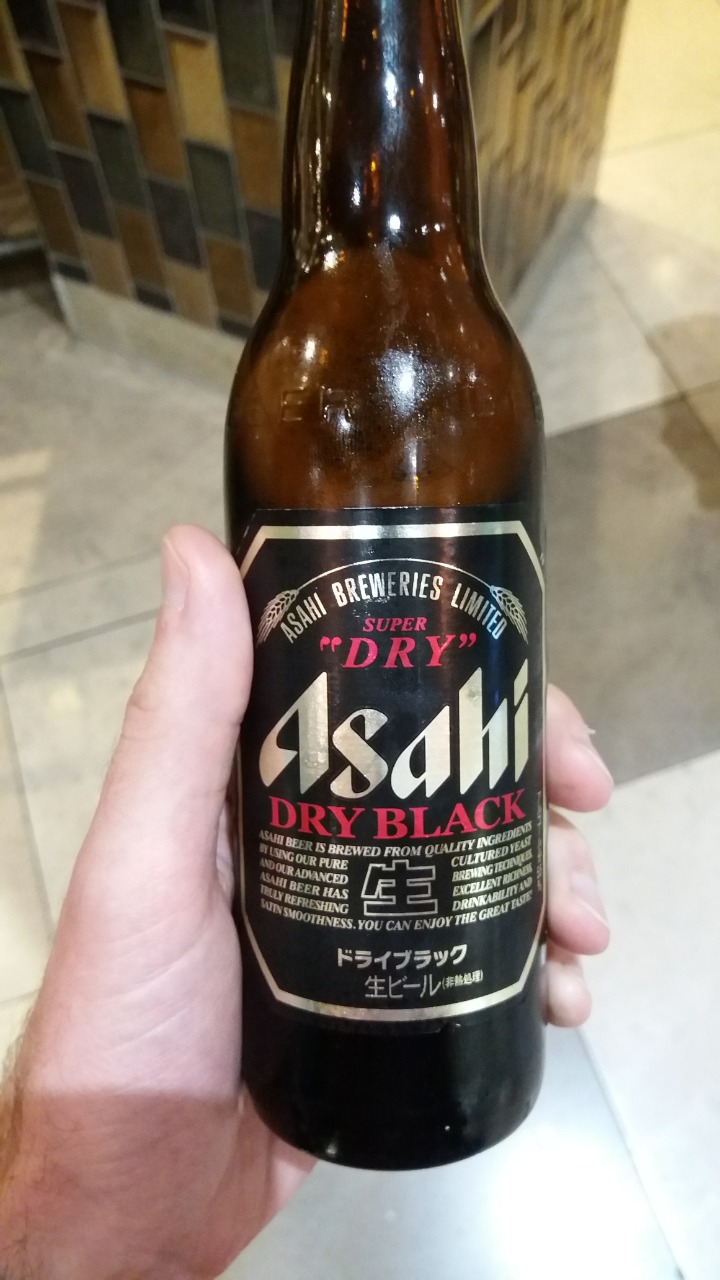 ASAHI BREWERIES LIMITED
SUPER
"DRY"
Asahi
DRY BLACK
ASAHI BEER IS BREWED FROM QUALITY INGREDIENTS
BY USING OUR PURE CULTURED YEAST
AND OUR ADVANCED BREWING TECHNIQUES.
ASAHI BEER HAS EXCELLENT RICHNESS
TRULY REFRESHING DRINKABILITY AND
SATIN SMOOTHNESS. YOU CAN ENJOY THE GREAT TASTE.
生
ドライブラック
生ビール(非熱処理)